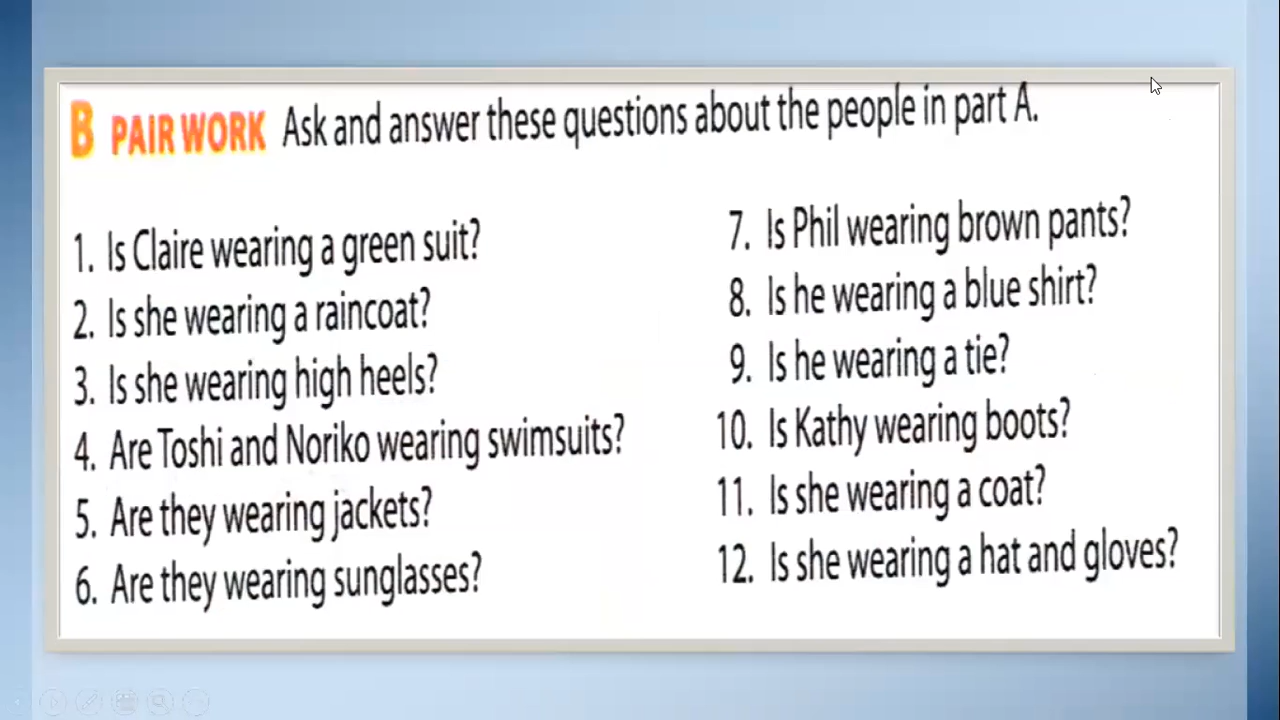 B PAIR WORK Ask and answer these questions about the people in part A.
1. Is Claire wearing a green suit?
2. Is she wearing a raincoat?
3. Is she wearing high heels?
4. Are Toshi and Noriko wearing swimsuits?
5. Are they wearing jackets?
6. Are they wearing sunglasses?
7. Is Phil wearing brown pants?
8. Is he wearing a blue shirt?
9. Is he wearing a tie?
10. Is Kathy wearing boots?
11. Is she wearing a coat?
12. Is she wearing a hat and gloves?